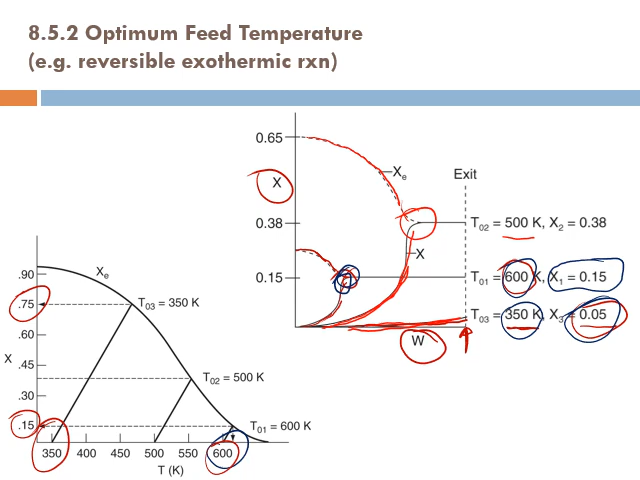 8.5.2 Optimum Feed Temperature
(e.g. reversible exothermic rxn)
0.65
Xe
Exit
X
0.38
T02 = 500 K, X2 = 0.38
X
0.15
T01 = 600 K, X1 = 0.15
T03 = 350 K, X3 = 0.05
W
Xe
.90
.75
T03 = 350 K
.60
X
.45
T02 = 500 K
.30
.15
T01 = 600 K
350 400 450 500 550 600
T (K)